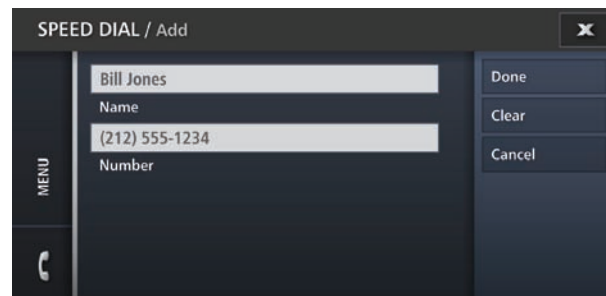 SPEED DIAL / Add
X
Bill Jones
Name
(212) 555-1234
Number
Done
Clear
Cancel
MENU